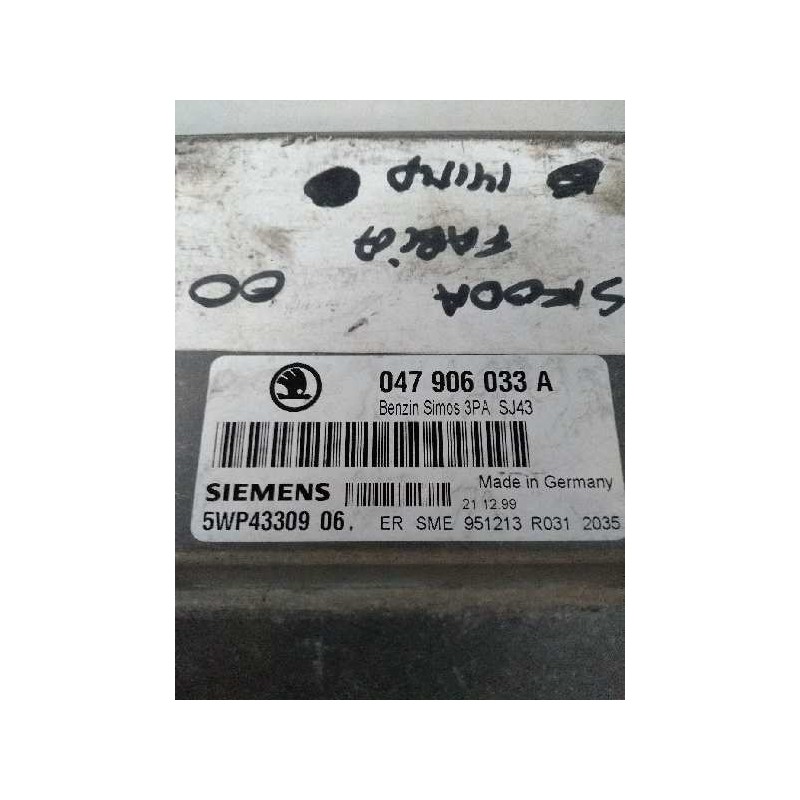 SKODA 00
FABIA
047 906 033 A
Benzin Simos 3PA SJ43
Made in Germany
SIEMENS
21 12.99
5WP43309 06. ER SME 951213 R031 2035